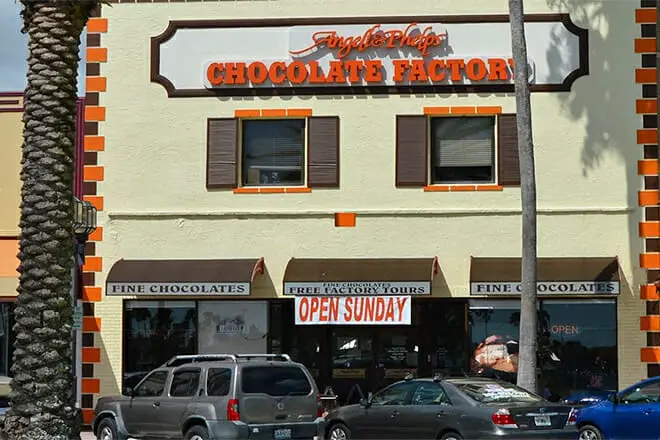 Angell & Phelps
CHOCOLATE FACTORY
FINE CHOCOLATES
FINE CHOCOLATES
FREE FACTORY TOURS
FINE CHOCOLATES
OPEN SUNDAY
OPEN